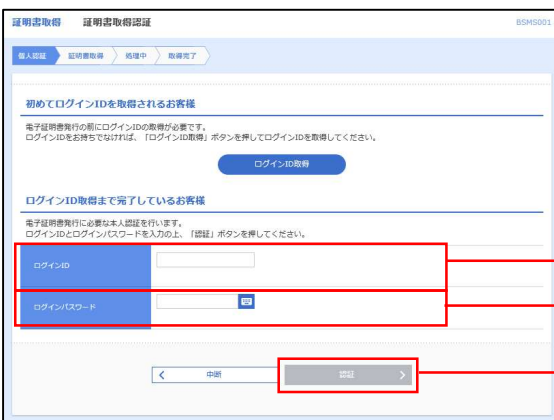 証明書取得 証明書取得認証 BSMS001
個人認証 証明書取得 処理中 取得完了
初めてログインIDを取得されるお客様
電子証明書発行の前にログインIDの取得が必要です。
ログインIDをお持ちでなければ、「ログインID取得」ボタンを押してログインIDを取得してください。
ログインID取得
ログインID取得まで完了しているお客様
電子証明書発行に必要な本人認証を行います。
ログインIDとログインパスワードを入力の上、「認証」ボタンを押してください。
ログインID
ログインパスワード
中断 認証